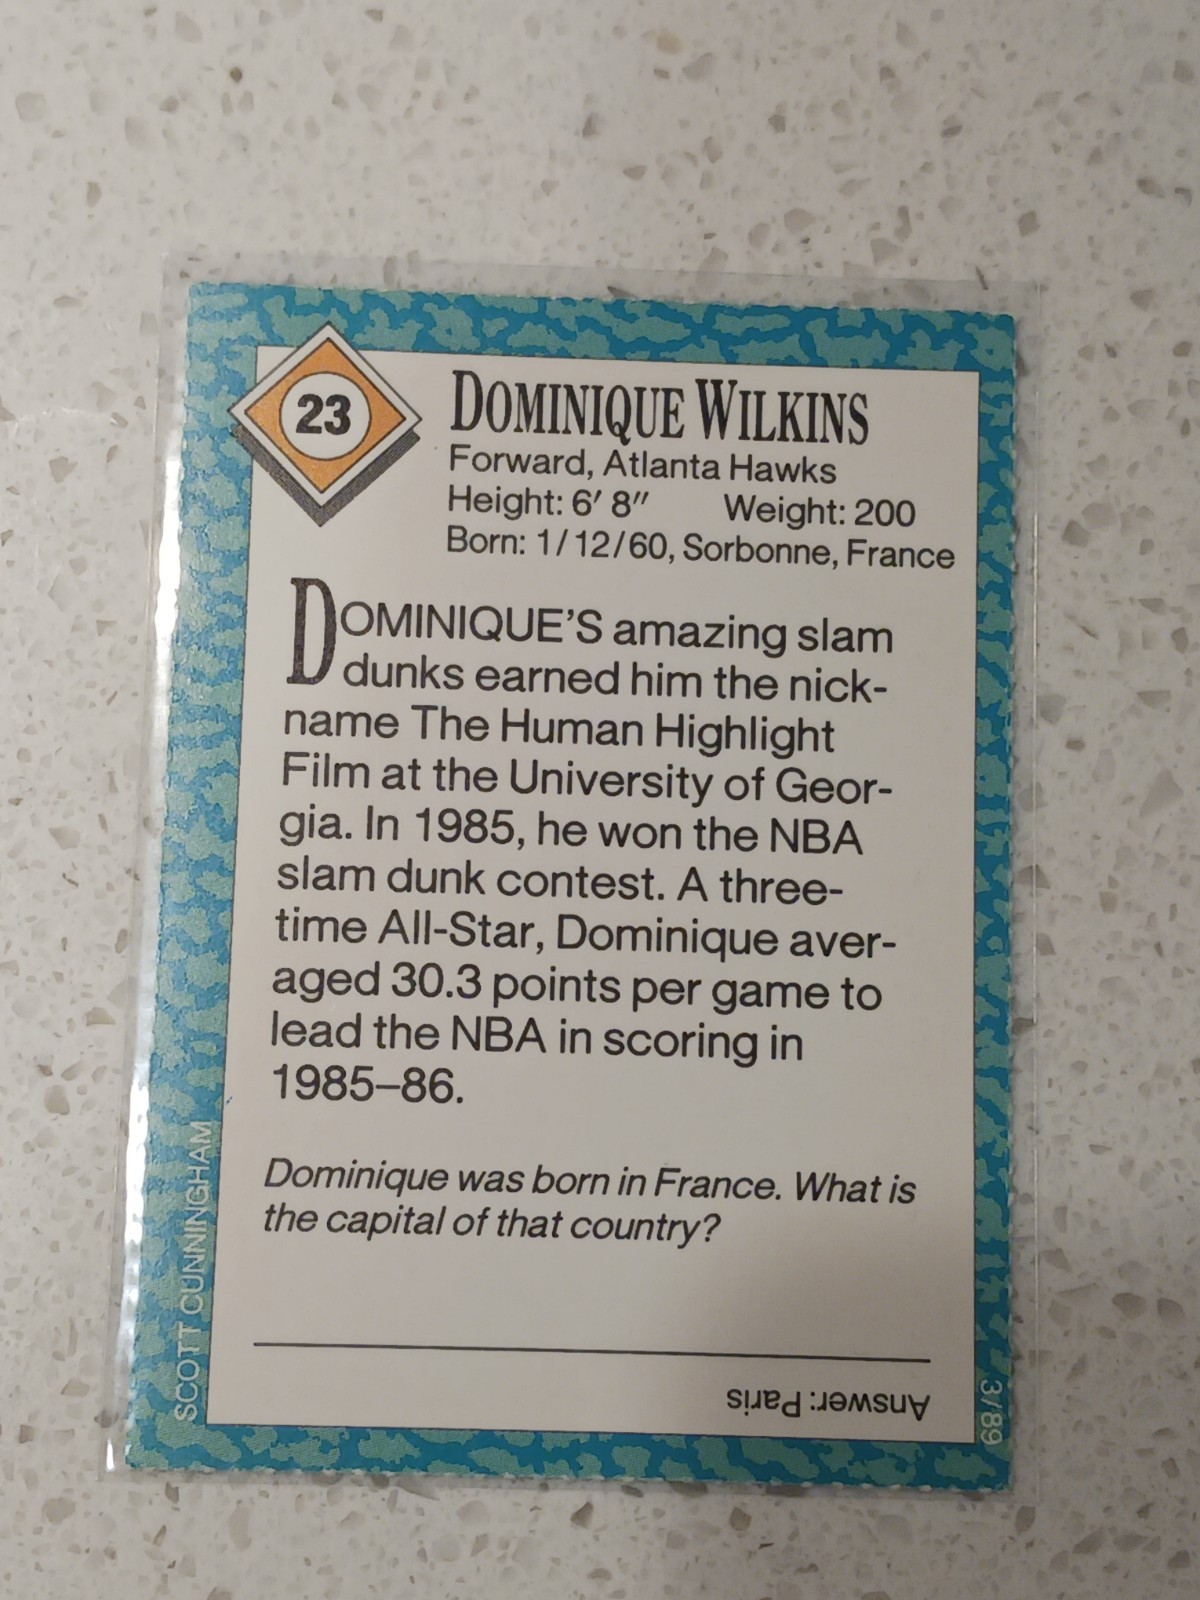 23
DOMINIQUE WILKINS
Forward, Atlanta Hawks
Height: 6' 8" Weight: 200
Born: 1/12/60, Sorbonne, France
DOMINIQUE'S amazing slam
dunks earned him the nick-
name The Human Highlight
Film at the University of Geor-
gia. In 1985, he won the NBA
slam dunk contest. A three-
time All-Star, Dominique aver-
aged 30.3 points per game to
lead the NBA in scoring in
1985–86.
Dominique was born in France. What is
the capital of that country?
Answer: Paris
SCOTT CUNNINGHAM
3/89